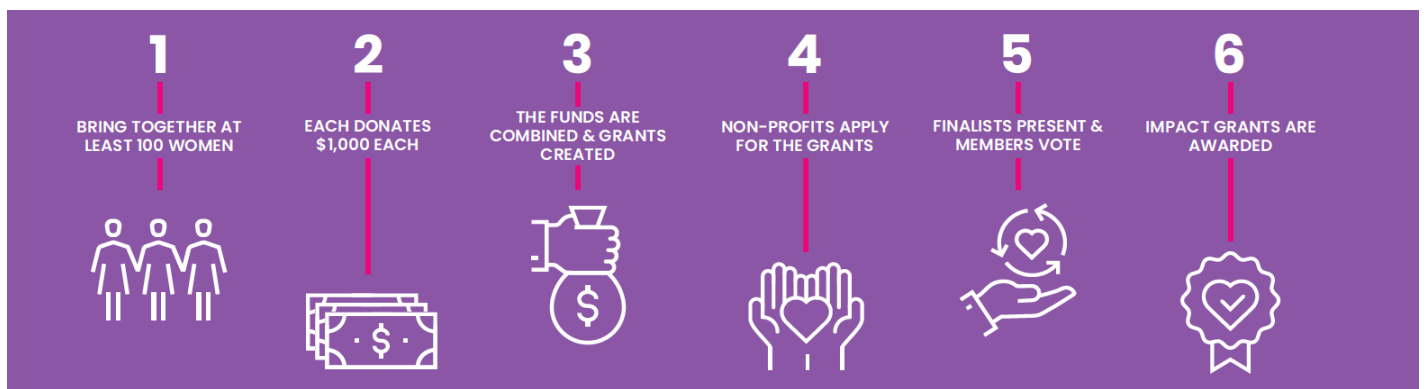 1
BRING TOGETHER AT
LEAST 100 WOMEN
2
EACH DONATES
$1,000 EACH
$
3
THE FUNDS ARE
COMBINED & GRANTS
CREATED
$
4
NON-PROFITS APPLY
FOR THE GRANTS
5
FINALISTS PRESENT &
MEMBERS VOTE
6
IMPACT GRANTS ARE
AWARDED